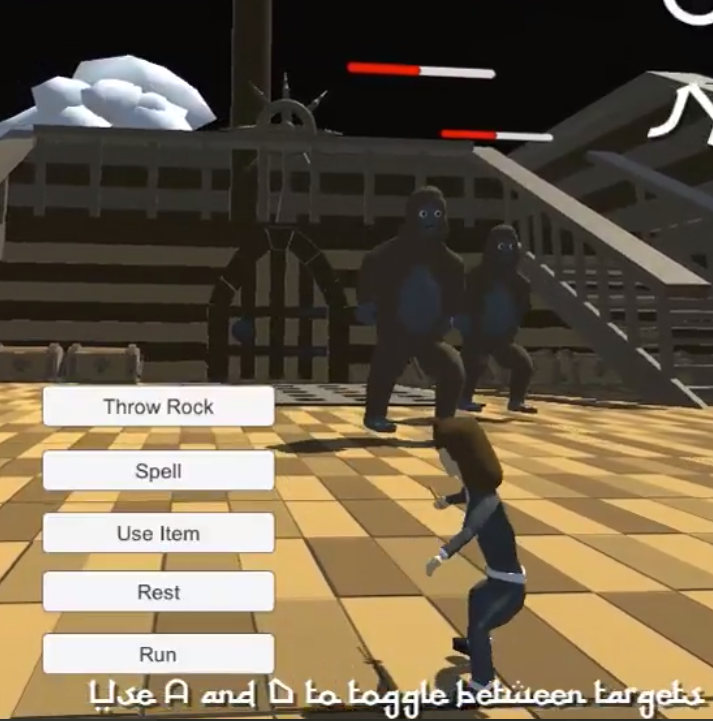 Throw Rock
Spell
Use Item
Rest
Run
Use A and D to toggle between targets